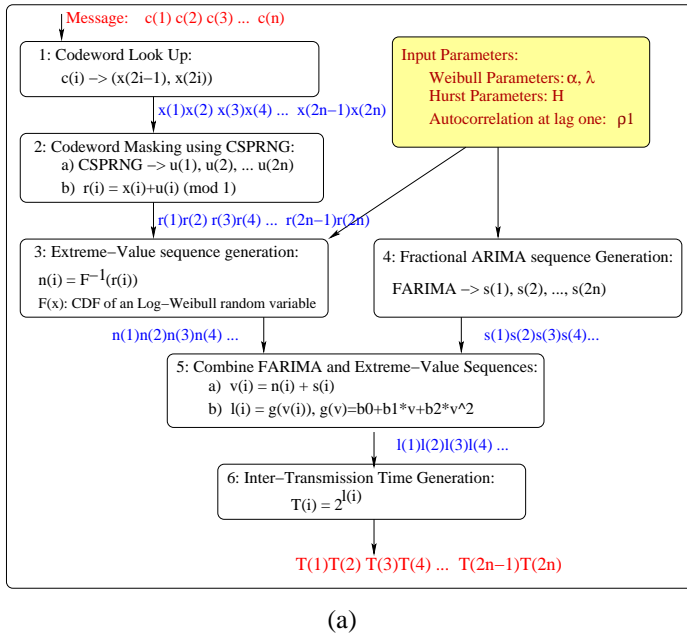 Message: c(1) c(2) c(3) ... c(n)
1: Codeword Look Up:
c(i) −> (x(2i−1), x(2i))
x(1)x(2) x(3)x(4) ... x(2n−1)x(2n)
Input Parameters:
Weibull Parameters: α, λ
Hurst Parameters: H
Autocorrelation at lag one: ρ1
2: Codeword Masking using CSPRNG:
a) CSPRNG −> u(1), u(2), ... u(2n)
b) r(i) = x(i)+u(i) (mod 1)
r(1)r(2) r(3)r(4) ... r(2n−1)r(2n)
3: Extreme−Value sequence generation:
n(i) = F⁻¹(r(i))
F(x): CDF of an Log−Weibull random variable
4: Fractional ARIMA sequence Generation:
FARIMA −> s(1), s(2), ..., s(2n)
n(1)n(2)n(3)n(4) ...
s(1)s(2)s(3)s(4)...
5: Combine FARIMA and Extreme−Value Sequences:
a) v(i) = n(i) + s(i)
b) l(i) = g(v(i)), g(v)=b0+b1*v+b2*v^2
l(1)l(2)l(3)l(4) ...
6: Inter−Transmission Time Generation:
T(i) = 2^l(i)
T(1)T(2) T(3)T(4) ... T(2n−1)T(2n)
(a)